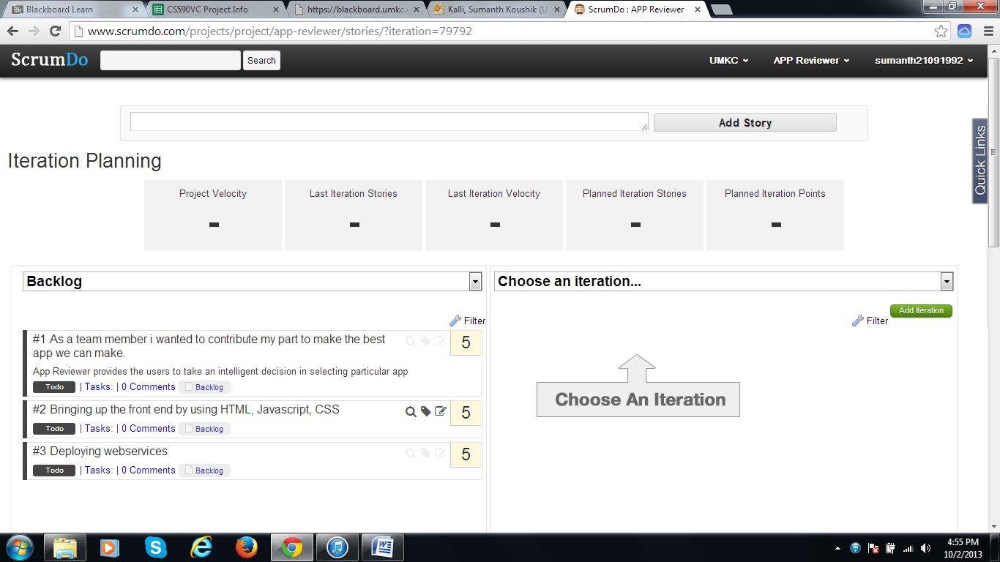 Blackboard Learn
CS590VC Project Info
https://blackboard.umkc.
Kalli, Sumanth Koushik (U
ScrumDo : APP Reviewer
www.scrumdo.com/projects/project/app-reviewer/stories/?iteration=79792
ScrumDo
Search
UMKC
APP Reviewer
sumanth21091992
Add Story
Quick Links
Iteration Planning
Project Velocity
Last Iteration Stories
Last Iteration Velocity
Planned Iteration Stories
Planned Iteration Points
-
-
-
-
-
Backlog
Filter
#1 As a team member i wanted to contribute my part to make the best
app we can make.
5
App Reviewer provides the users to take an intelligent decision in selecting particular app
Todo | Tasks: | 0 Comments Backlog
#2 Bringing up the front end by using HTML, Javascript, CSS
5
Todo | Tasks: | 0 Comments Backlog
#3 Deploying webservices
5
Todo | Tasks: | 0 Comments Backlog
Choose an iteration...
Add Iteration
Filter
Choose An Iteration
4:55 PM
10/2/2013